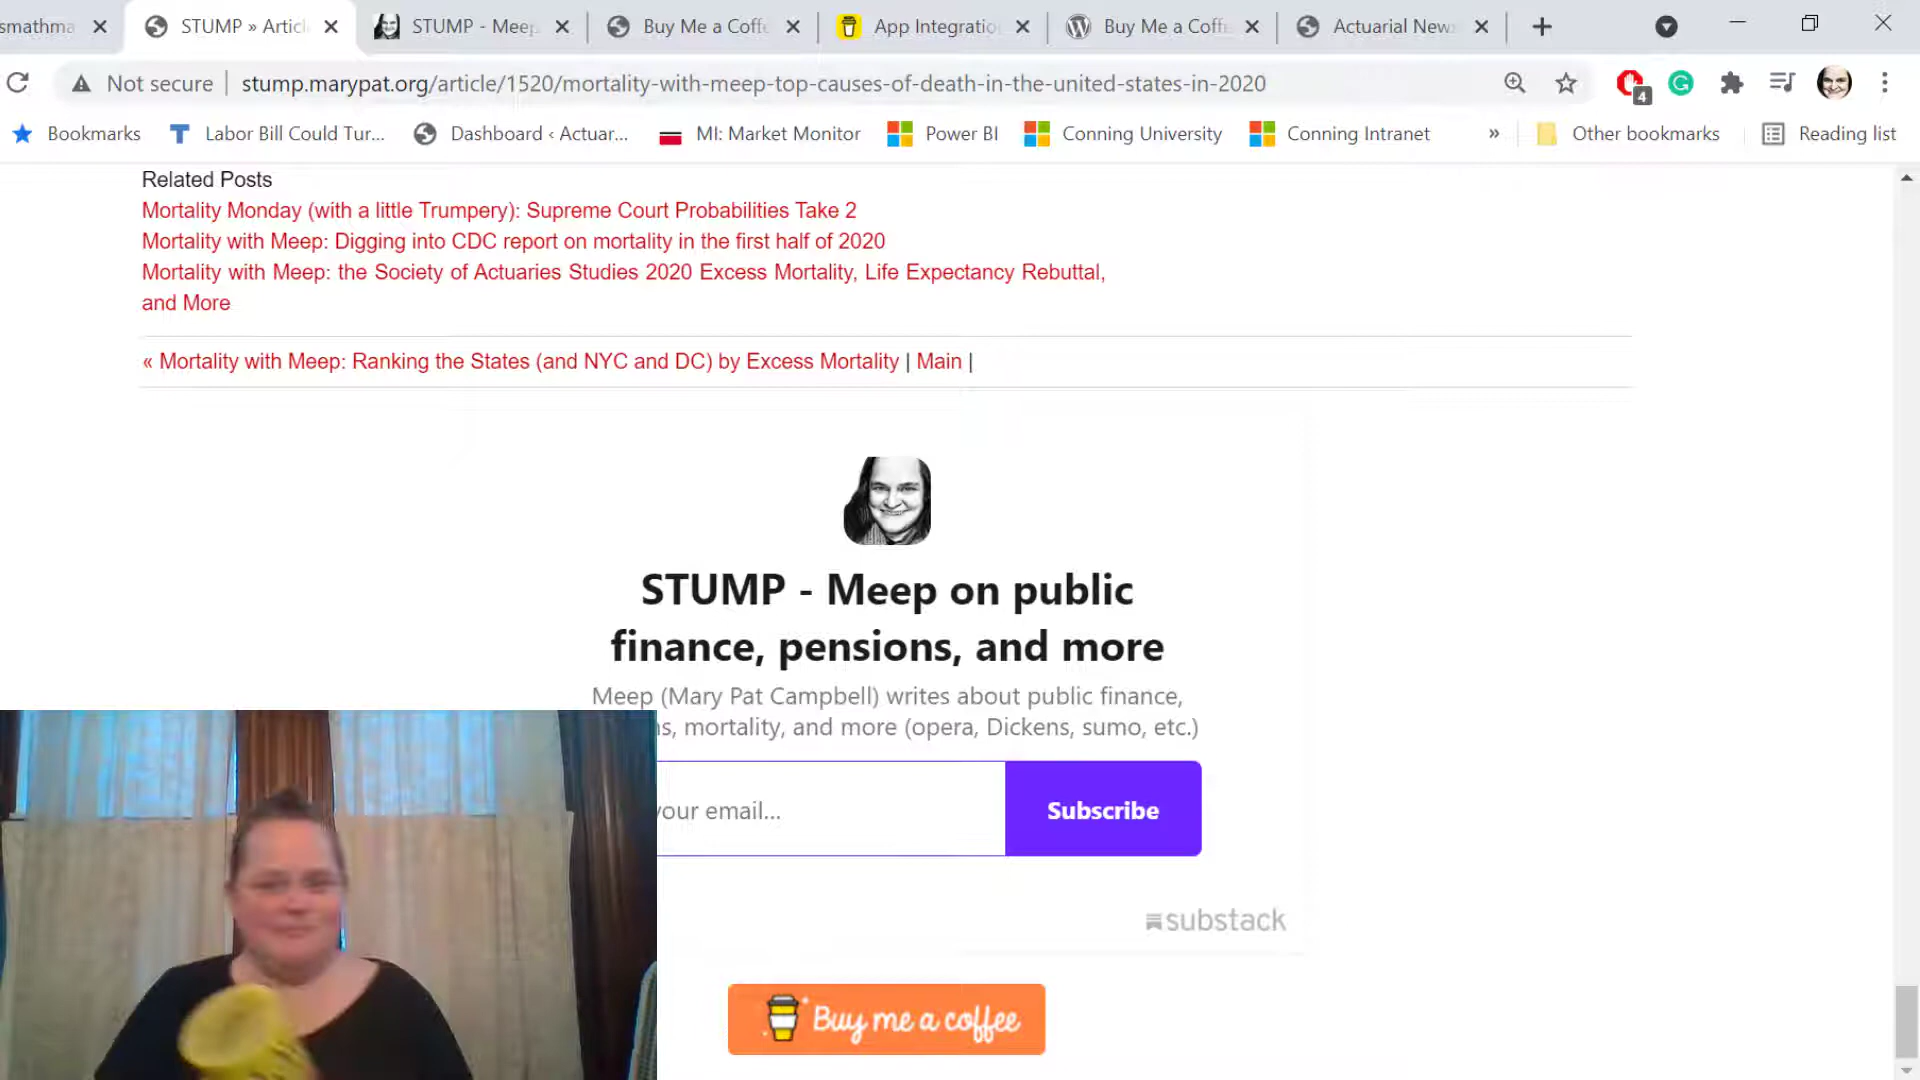 smathma
STUMP » Artic
STUMP - Meep
Buy Me a Coff
App Integratio
Buy Me a Coff
Actuarial New
Not secure
stump.marypat.org/article/1520/mortality-with-meep-top-causes-of-death-in-the-united-states-in-2020
4
Bookmarks
Labor Bill Could Tur...
Dashboard ‹ Actuar...
MI: Market Monitor
Power BI
Conning University
Conning Intranet
»
Other bookmarks
Reading list
Related Posts
Mortality Monday (with a little Trumpery): Supreme Court Probabilities Take 2
Mortality with Meep: Digging into CDC report on mortality in the first half of 2020
Mortality with Meep: the Society of Actuaries Studies 2020 Excess Mortality, Life Expectancy Rebuttal,
and More
« Mortality with Meep: Ranking the States (and NYC and DC) by Excess Mortality | Main |
STUMP - Meep on public
finance, pensions, and more
Meep (Mary Pat Campbell) writes about public finance,
s, mortality, and more (opera, Dickens, sumo, etc.)
your email...
Subscribe
substack
Buy me a coffee